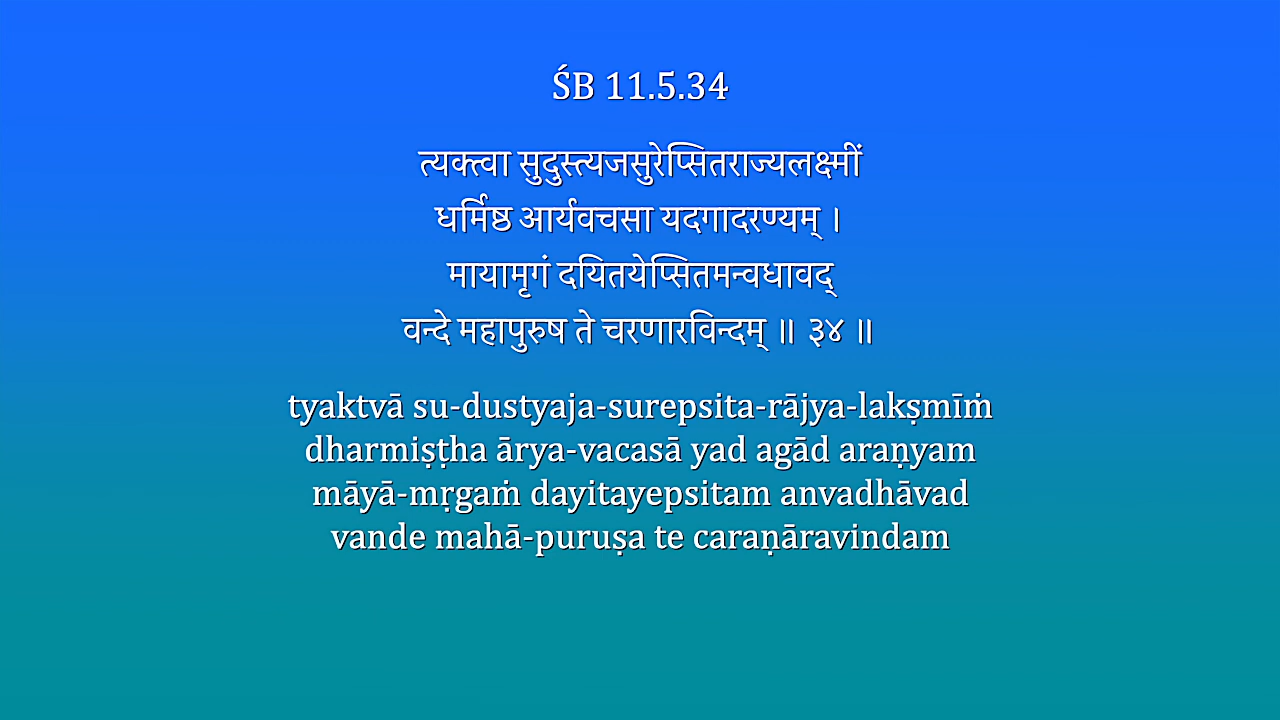 ŚB 11.5.34
त्यक्त्वा सुदुस्त्यजसुरेप्सितराज्यलक्ष्मीं
धर्मिष्ठ आर्यवचसा यदगादरण्यम् ।
मायामृगं दयितयेप्सितमन्वधावद्
वन्दे महापुरुष ते चरणारविन्दम् ॥ ३४ ॥
tyaktvā su-dustyaja-surepsita-rājya-lakṣmīṁ
dharmiṣṭha ārya-vacasā yad agād araṇyam
māyā-mṛgaṁ dayitayepsitam anvadhāvad
vande mahā-puruṣa te caraṇāravindam